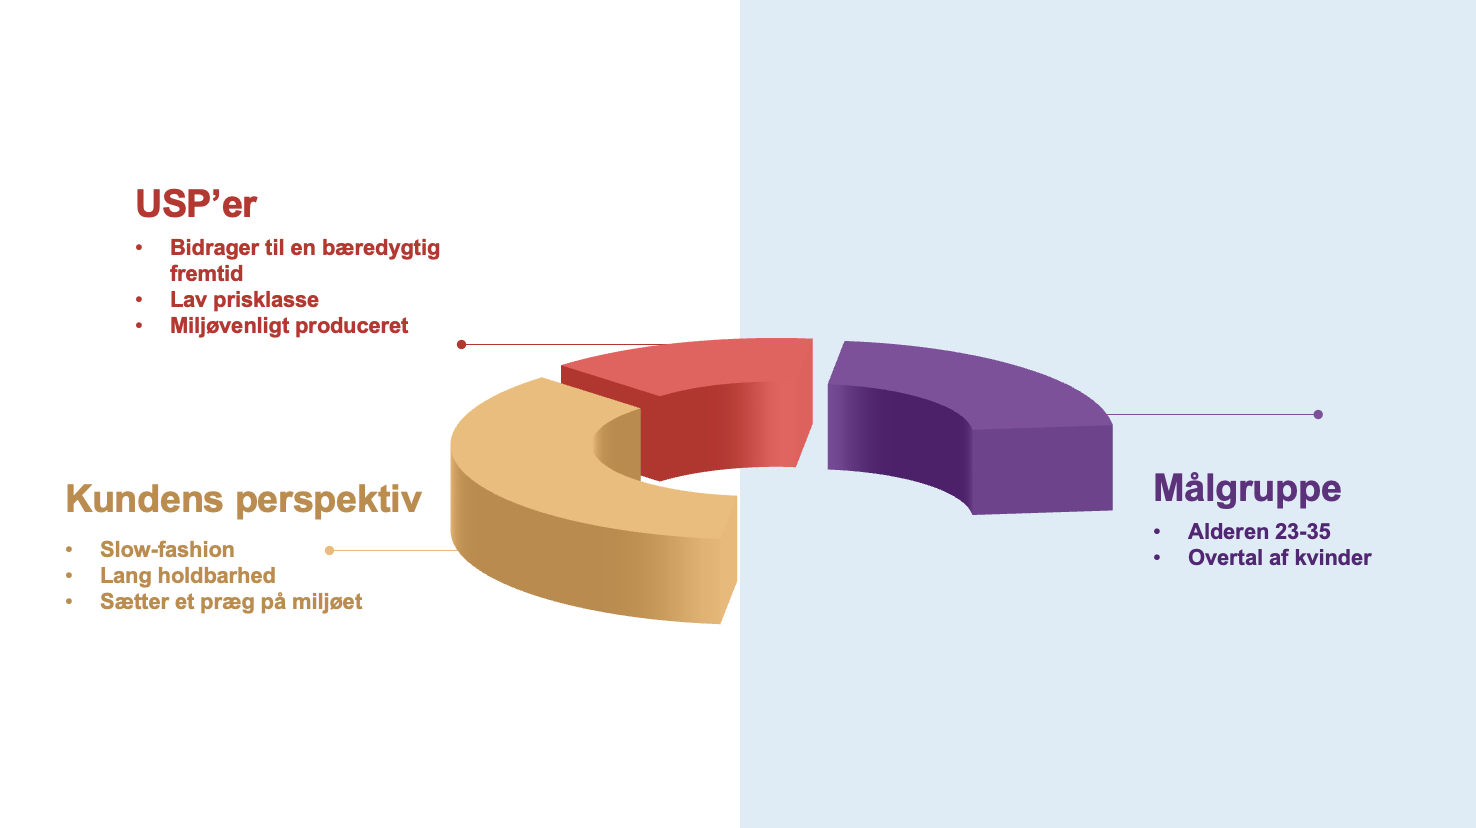 USP’er
• Bidrager til en bæredygtig
fremtid
• Lav prisklasse
• Miljøvenligt produceret
Kundens perspektiv
• Slow-fashion
• Lang holdbarhed
• Sætter et præg på miljøet
Målgruppe
• Alderen 23-35
• Overtal af kvinder